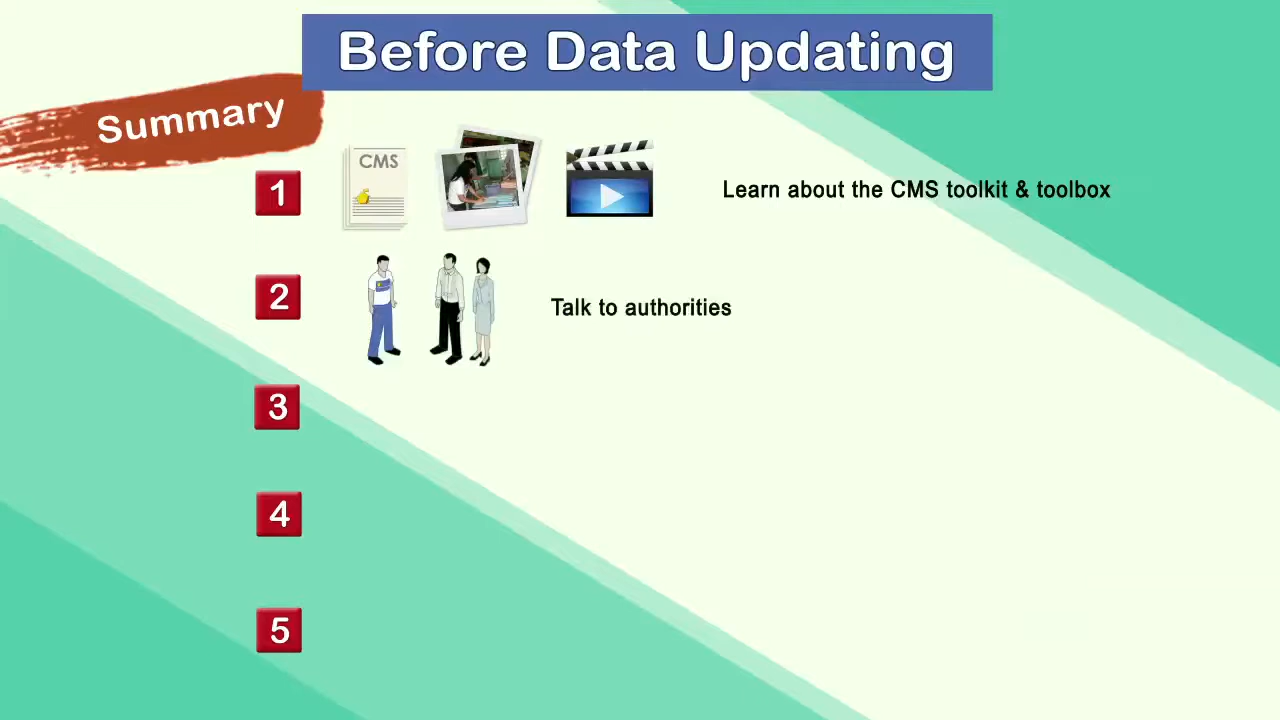 Before Data Updating
Summary
1
CMS
Learn about the CMS toolkit & toolbox
2
Talk to authorities
3
4
5